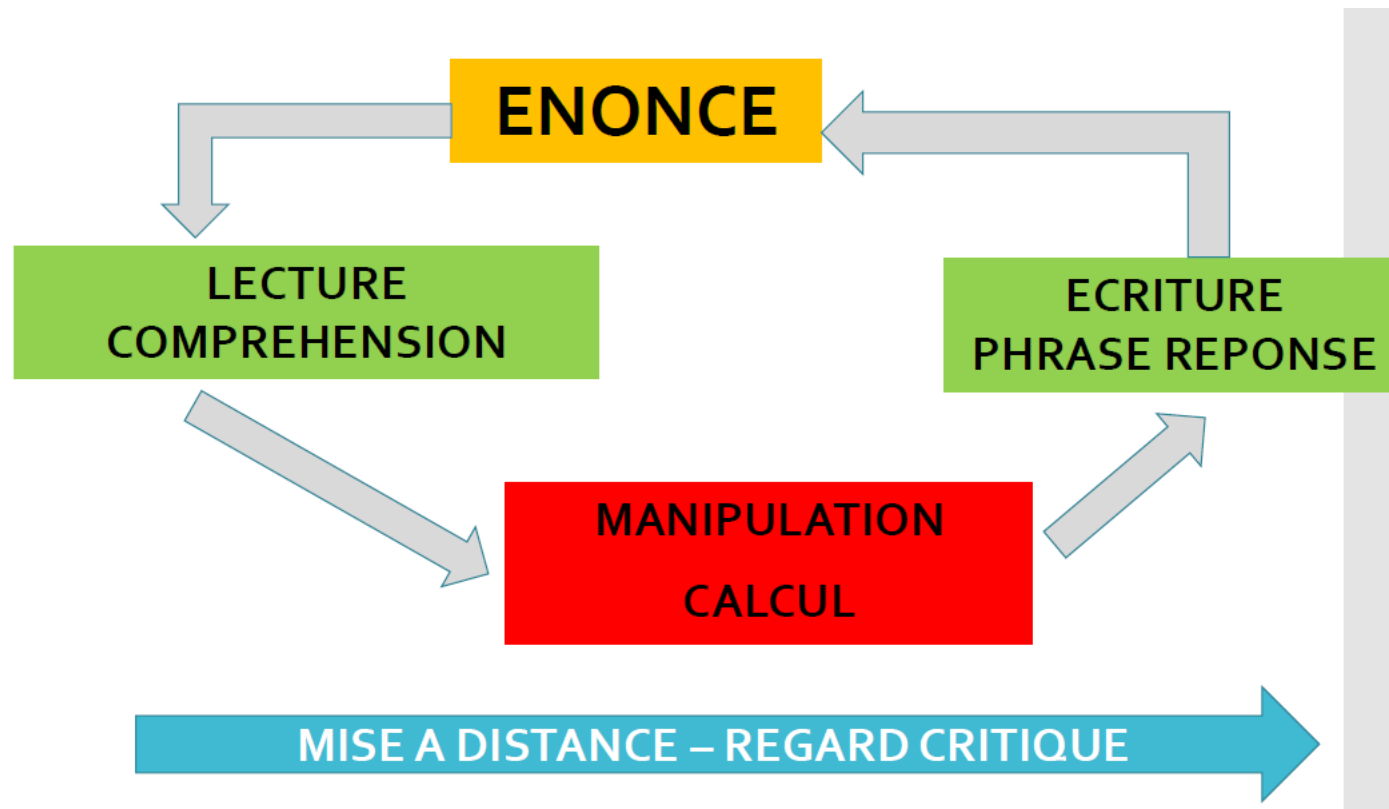 ENONCE
LECTURE
COMPREHENSION
ECRITURE
PHRASE REPONSE
MANIPULATION
CALCUL
MISE A DISTANCE – REGARD CRITIQUE